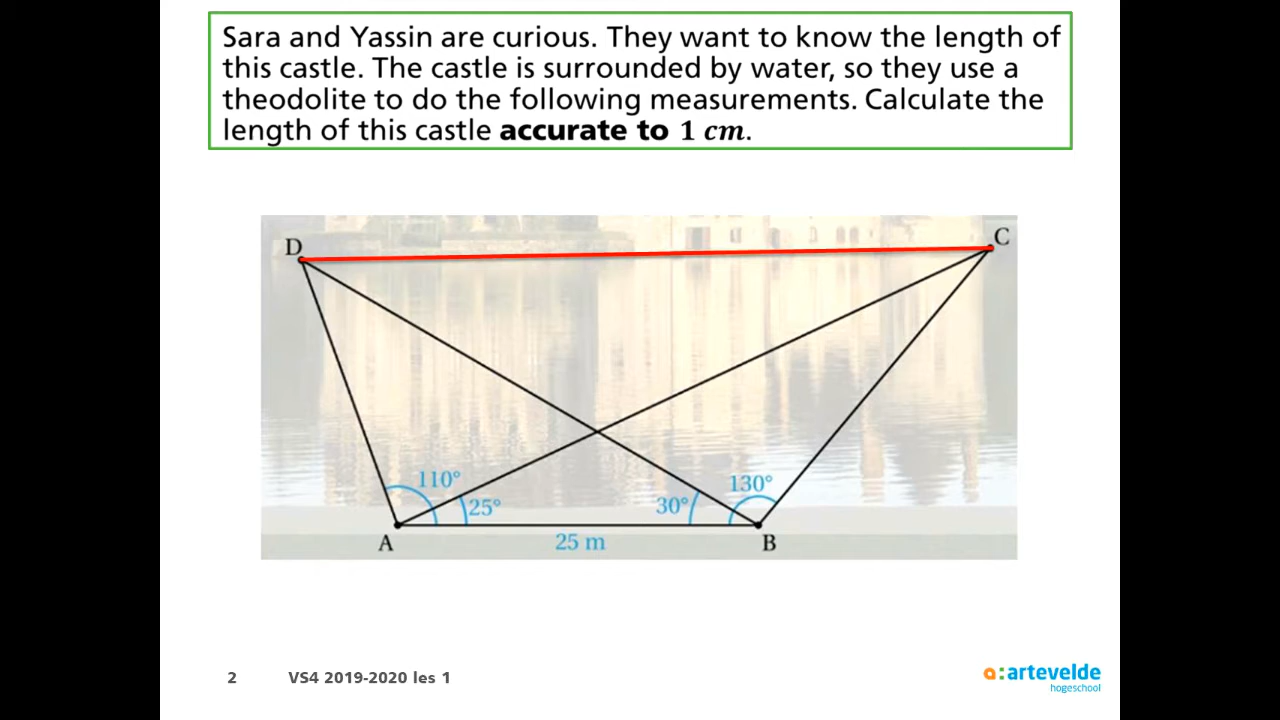 Sara and Yassin are curious. They want to know the length of
this castle. The castle is surrounded by water, so they use a
theodolite to do the following measurements. Calculate the
length of this castle accurate to 1 cm.
D
C
110°
25°
30°
130°
A
25 m
B
2
VS4 2019-2020 les 1
a:artevelde
hogeschool